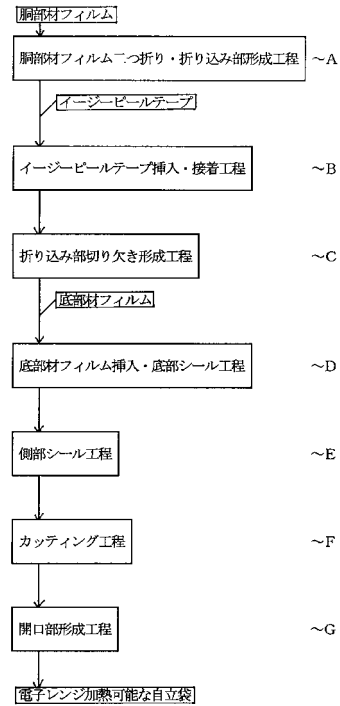 胴部材フィルム
胴部材フィルム二つ折り・折り込み部形成工程 ～A
イージーピールテープ
イージーピールテープ挿入・接着工程 ～B
折り込み部切り欠き形成工程 ～C
底部材フィルム
底部材フィルム挿入・底部シール工程 ～D
側部シール工程 ～E
カッティング工程 ～F
開口部形成工程 ～G
電子レンジ加熱可能な自立袋